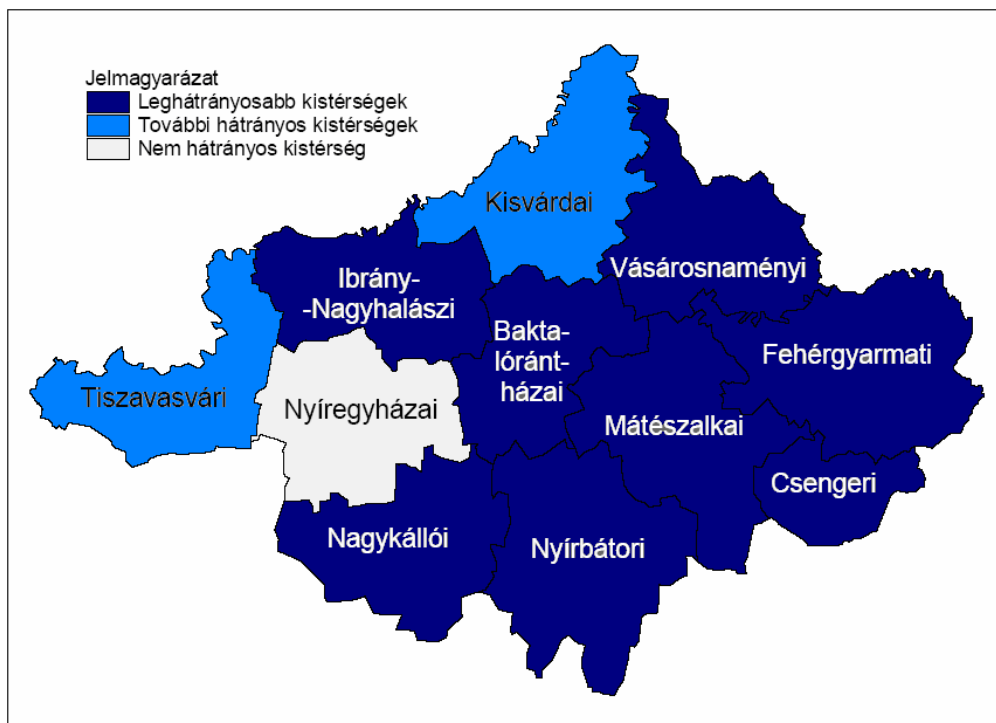 Jelmagyarázat
Leghátrányosabb kistérségek
További hátrányos kistérségek
Nem hátrányos kistérség
Kisvárdai
Vásárosnaményi
Ibrány-
-Nagyhalászi
Bakta-
lóránt-
házai
Fehérgyarmati
Tiszavasvári
Nyíregyházai
Mátészalkai
Csengeri
Nagykállói
Nyírbátori